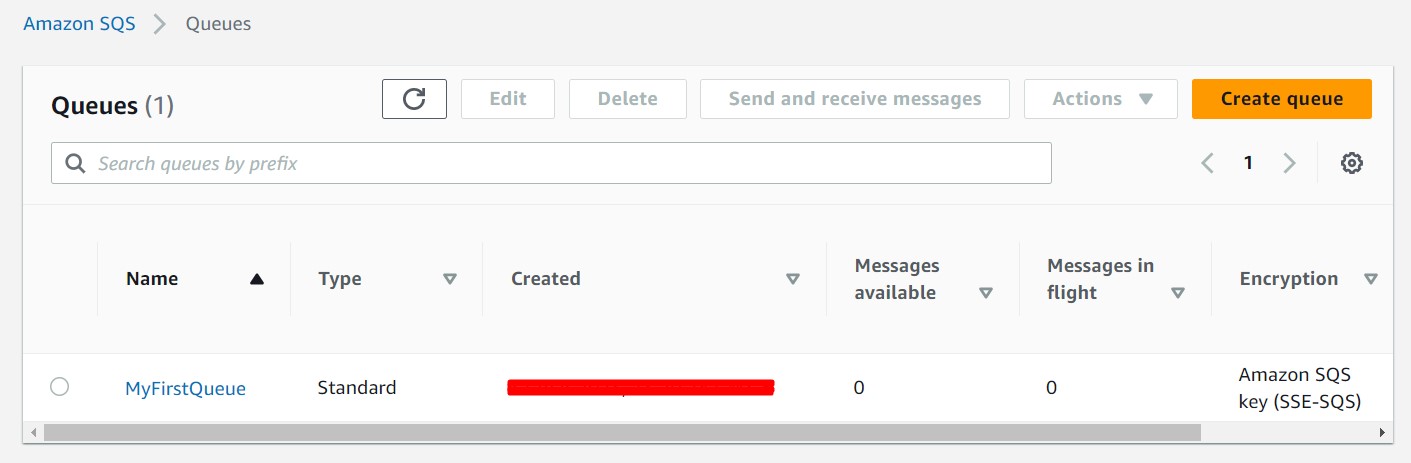 Amazon SQS > Queues
Queues (1)
Edit
Delete
Send and receive messages
Actions
Create queue
Search queues by prefix
1
Name
Type
Created
Messages available
Messages in flight
Encryption
MyFirstQueue
Standard
0
0
Amazon SQS
key (SSE-SQS)